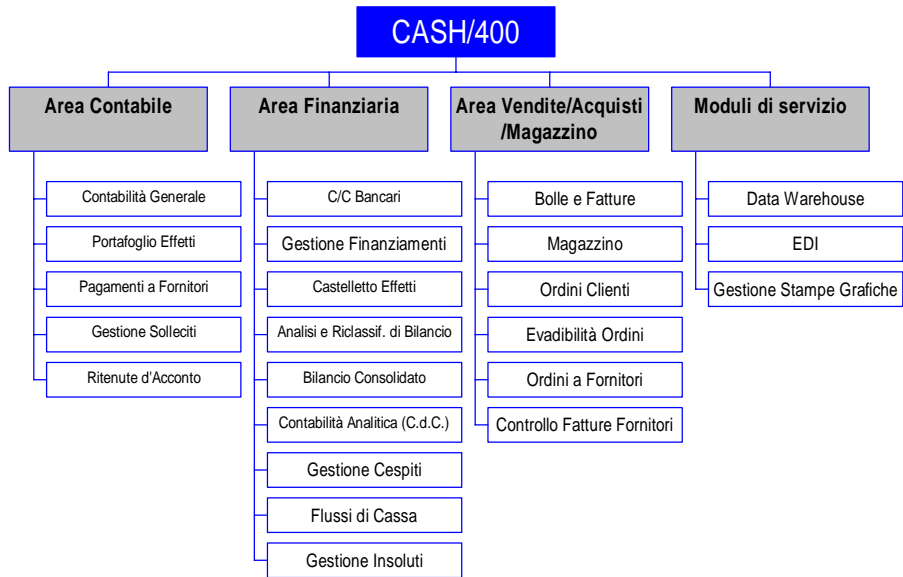 CASH/400
Area Contabile
Contabilità Generale
Portafoglio Effetti
Pagamenti a Fornitori
Gestione Solleciti
Ritenute d'Acconto
Area Finanziaria
C/C Bancari
Gestione Finanziamenti
Castelletto Effetti
Analisi e Riclassif. di Bilancio
Bilancio Consolidato
Contabilità Analitica (C.d.C.)
Gestione Cespiti
Flussi di Cassa
Gestione Insoluti
Area Vendite/Acquisti
/Magazzino
Bolle e Fatture
Magazzino
Ordini Clienti
Evadibilità Ordini
Ordini a Fornitori
Controllo Fatture Fornitori
Moduli di servizio
Data Warehouse
EDI
Gestione Stampe Grafiche